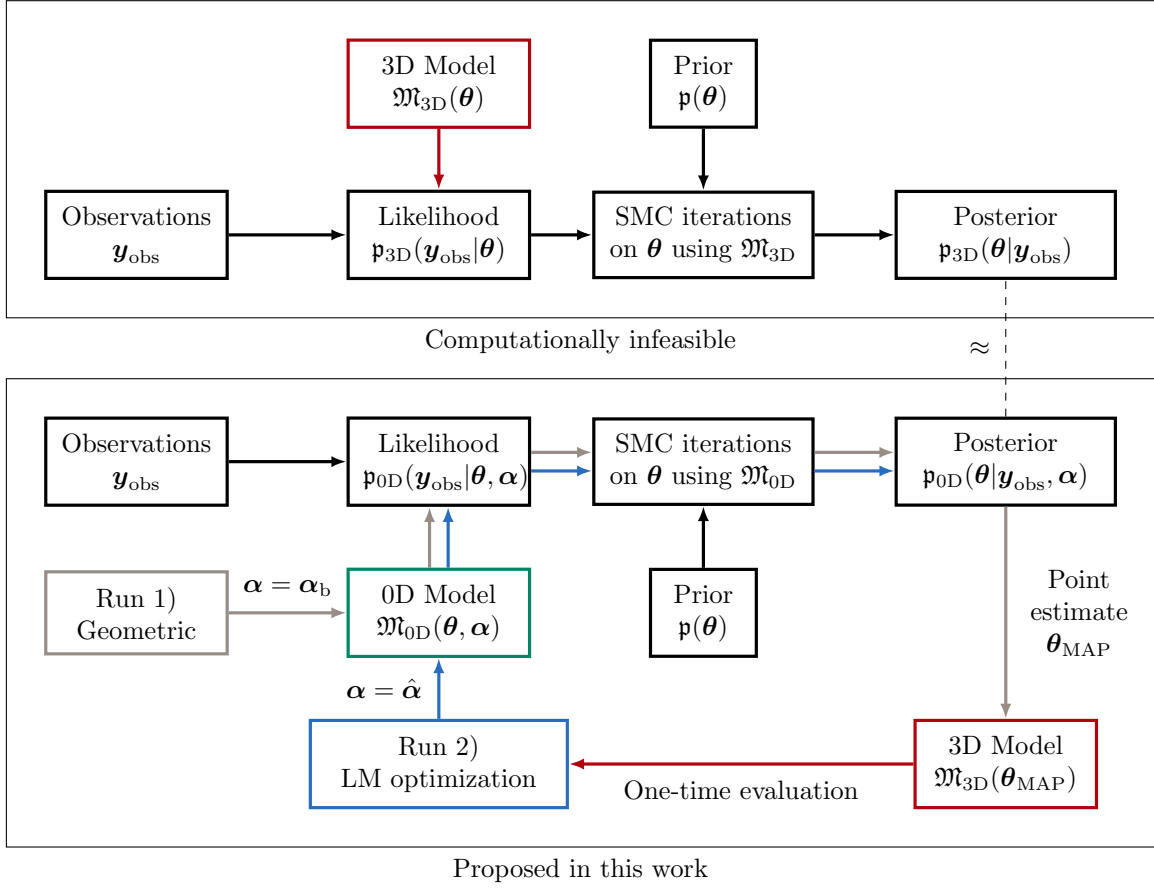 3D Model
𝔐3D(θ)
Prior
𝔭(θ)
Observations
yobs
Likelihood
𝔭3D(yobs|θ)
SMC iterations
on θ using 𝔐3D
Posterior
𝔭3D(θ|yobs)
Computationally infeasible
≈
Observations
yobs
Likelihood
𝔭0D(yobs|θ, α)
SMC iterations
on θ using 𝔐0D
Posterior
𝔭0D(θ|yobs, α)
Run 1)
Geometric
α = αb
0D Model
𝔐0D(θ, α)
Prior
𝔭(θ)
Point
estimate
θMAP
α = α̂
Run 2)
LM optimization
One-time evaluation
3D Model
𝔐3D(θMAP)
Proposed in this work